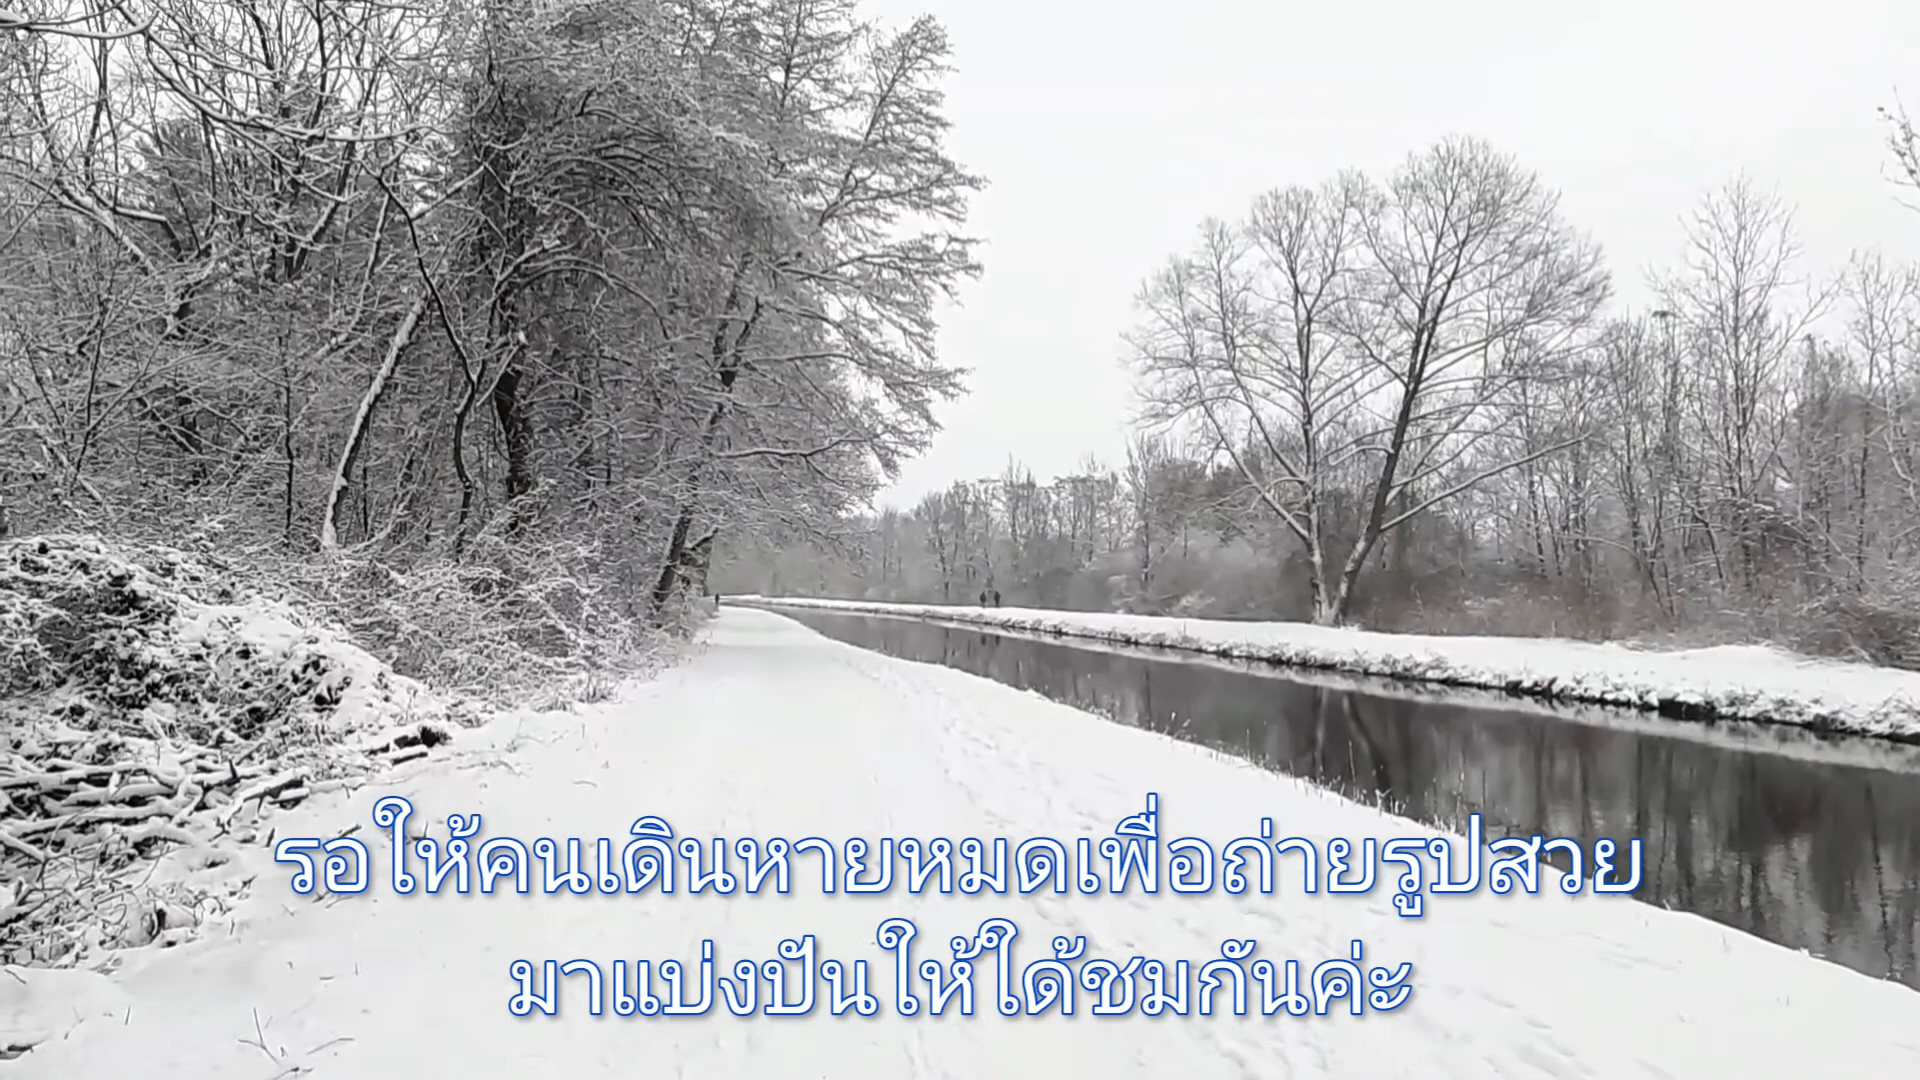 รอให้คนเดินหายหมดเพื่อถ่ายรูปสวย
มาแบ่งปันให้ใด้ชมกันค่ะ